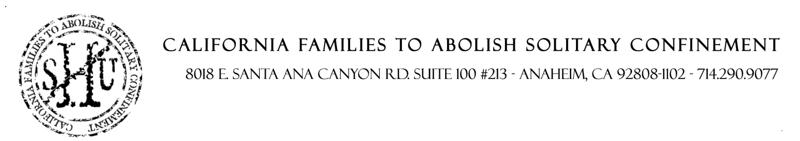 CALIFORNIA FAMILIES TO ABOLISH SOLITARY CONFINEMENT
SHU
CALIFORNIA FAMILIES TO ABOLISH SOLITARY CONFINEMENT
8018 E. SANTA ANA CANYON RD. SUITE 100 #213 - ANAHEIM, CA 92808-1102 - 714.290.9077